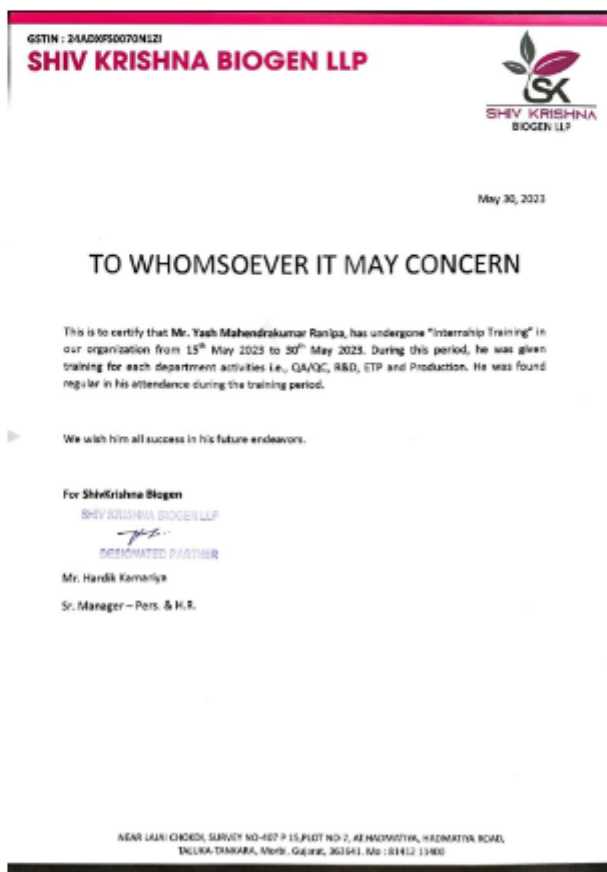 GSTIN : 24ADXFS0070N1ZI
SHIV KRISHNA BIOGEN LLP
SK
SHIV KRISHNA
BIOGEN LLP
May 30, 2023
TO WHOMSOEVER IT MAY CONCERN
This is to certify that Mr. Yash Mahendrakumar Ranipa, has undergone "Internship Training" in
our organization from 15th May 2023 to 30th May 2023. During this period, he was given
training for each department activities i.e., QA/QC, R&D, ETP and Production. He was found
regular in his attendance during the training period.
We wish him all success in his future endeavors.
For ShivKrishna Biogen
SHIV KRISHNA BIOGEN LLP
DESIGNATED PARTNER
Mr. Hardik Kamariya
Sr. Manager – Pers. & H.R.
NEAR LAJAI CHOKDI, SURVEY NO-407 P 15,PLOT NO-7, AT.HADMATIYA, HADMATIYA ROAD,
TALUKA-TANKARA, Morbi, Gujarat, 363641. Mo : 81412 11400